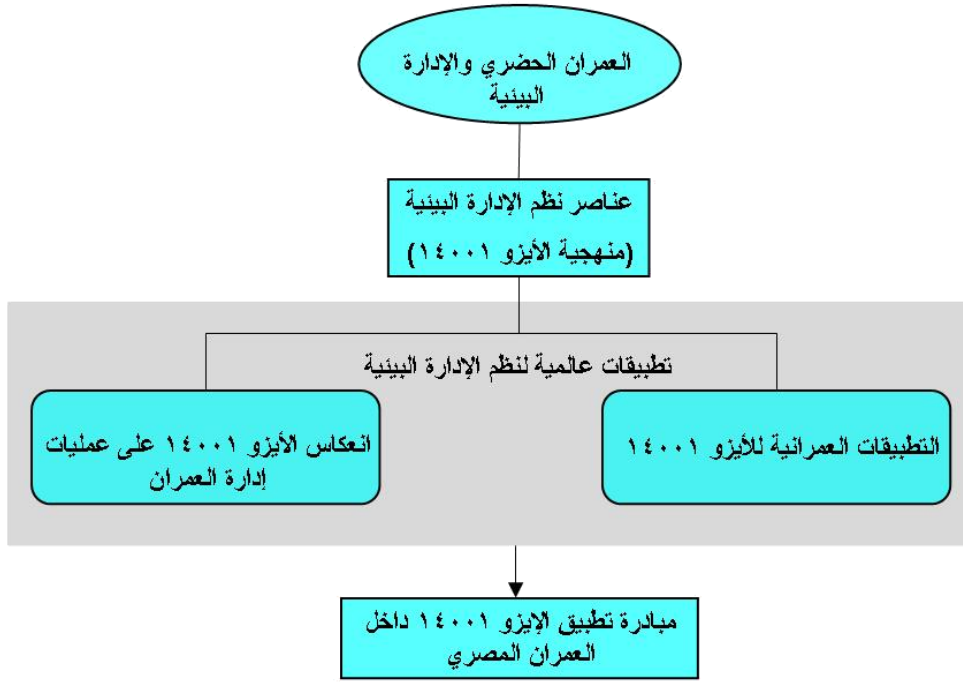 العمران الحضري والإدارة
البيئية
عناصر نظم الإدارة البيئية
(منهجية الأيزو ١٤٠٠١)
تطبيقات عالمية لنظم الإدارة البيئية
التطبيقات العمرانية للأيزو ١٤٠٠١
انعكاس الأيزو ١٤٠٠١ على عمليات
إدارة العمران
مبادرة تطبيق الإيزو ١٤٠٠١ داخل
العمران المصري